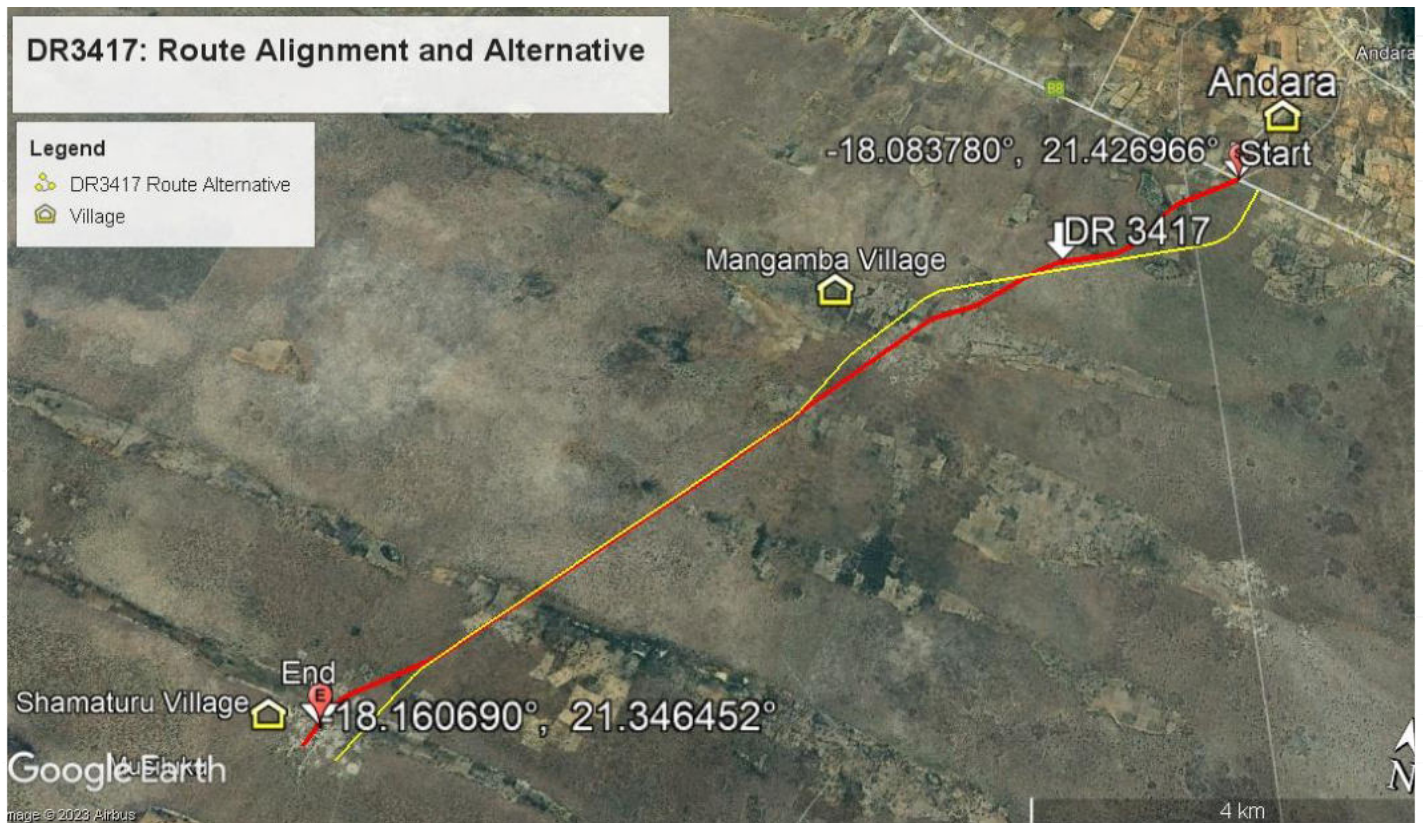 DR3417: Route Alignment and Alternative
Legend
DR3417 Route Alternative
Village
Andara
B8
Andara
-18.083780°, 21.426966°
S
Start
DR 3417
Mangamba Village
End
E
Shamaturu Village
-18.160690°, 21.346452°
Google Earth
N
4 km